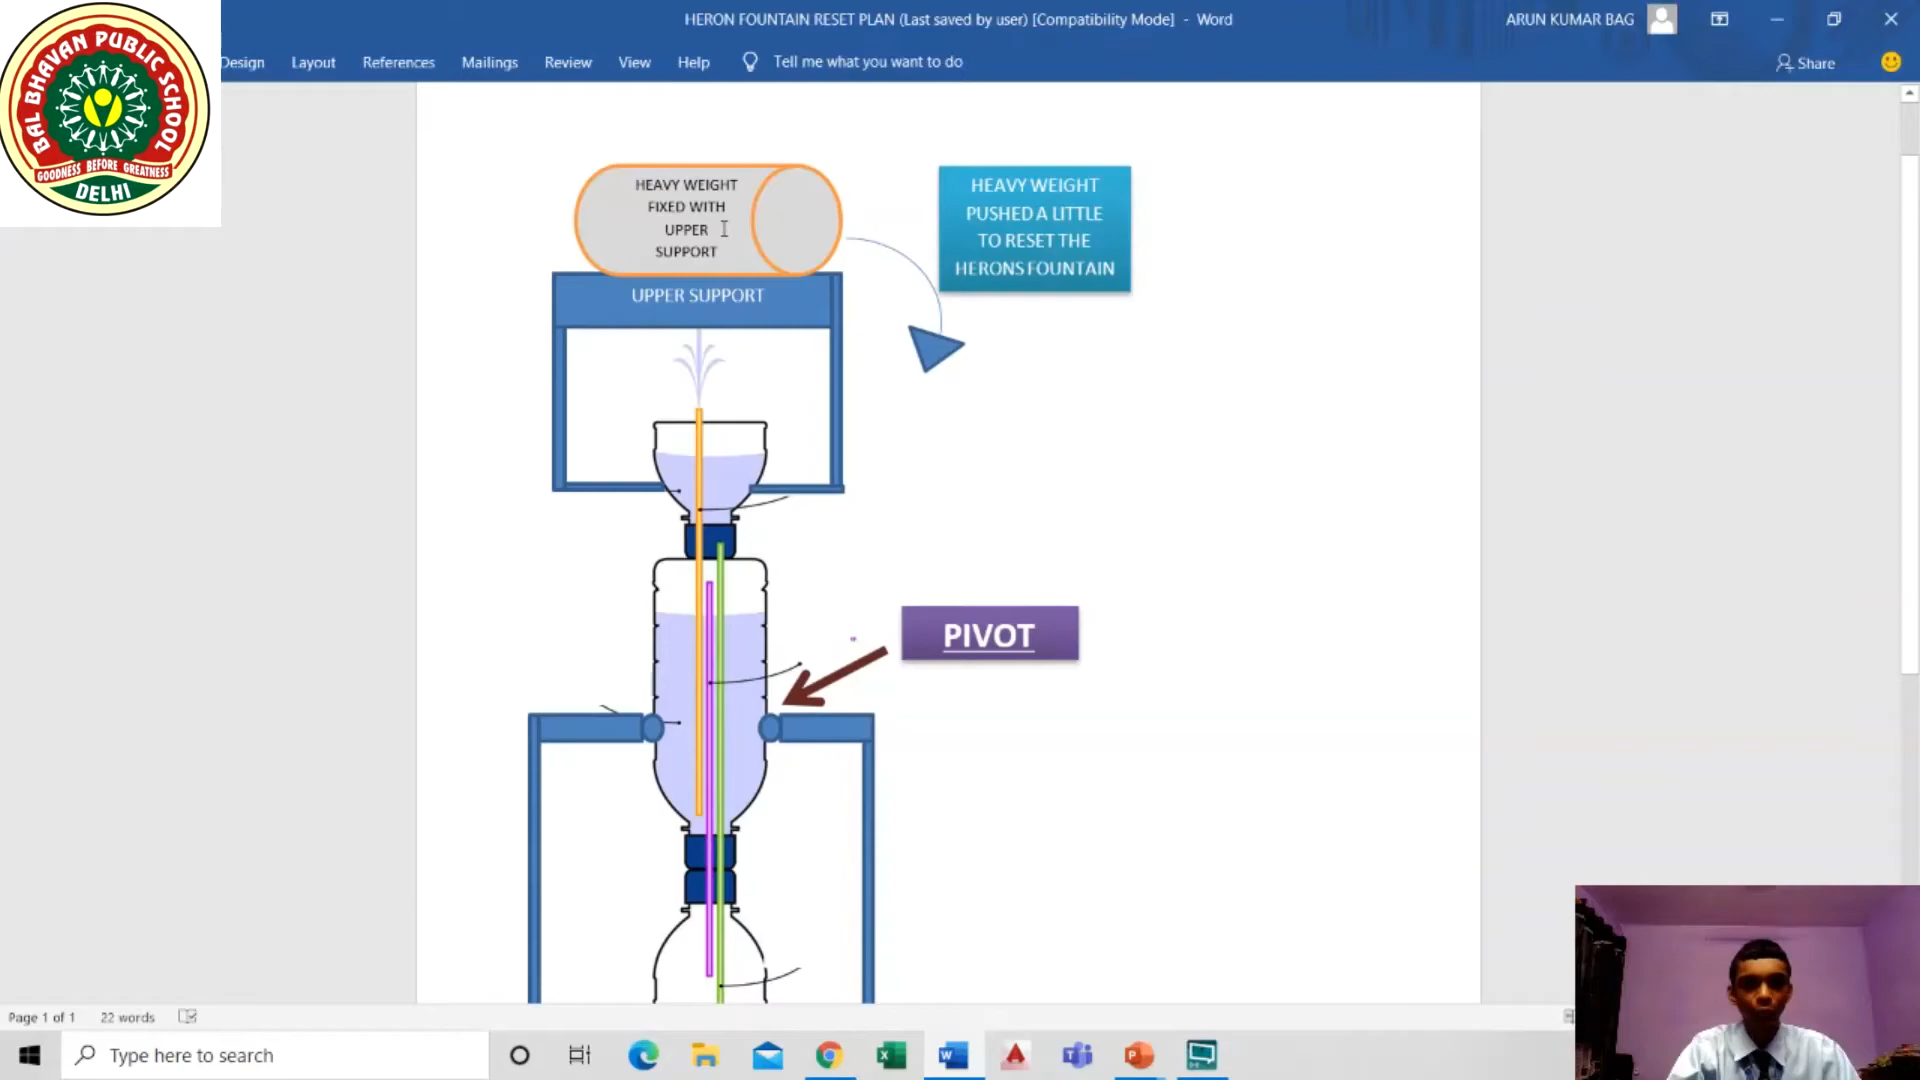 HERON FOUNTAIN RESET PLAN (Last saved by user) [Compatibility Mode] - Word
ARUN KUMAR BAG
BAL BHAVAN PUBLIC SCHOOL
GOODNESS BEFORE GREATNESS
DELHI
Design
Layout
References
Mailings
Review
View
Help
Tell me what you want to do
Share
HEAVY WEIGHT
FIXED WITH
UPPER
SUPPORT
HEAVY WEIGHT
PUSHED A LITTLE
TO RESET THE
HERONS FOUNTAIN
UPPER SUPPORT
PIVOT
Page 1 of 1
22 words
Type here to search